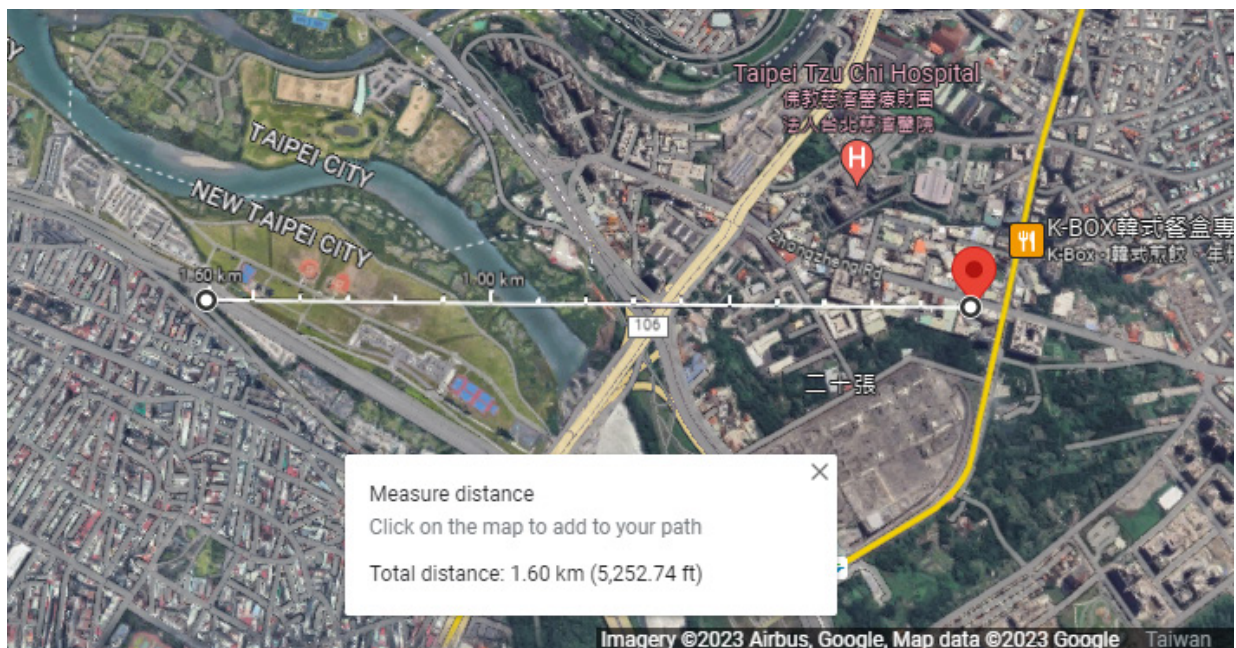 Taipei Tzu Chi Hospital
佛教慈濟醫療財團
法人台北慈濟醫院
H
TAIPEI CITY
NEW TAIPEI CITY
Zhongzheng Rd
K-BOX韓式餐盒專
K-Box・韓式煎餃、年
1.60 km
1.00 km
106
二十張
Measure distance
Click on the map to add to your path
Total distance: 1.60 km (5,252.74 ft)
Imagery ©2023 Airbus, Google, Map data ©2023 Google
Taiwan